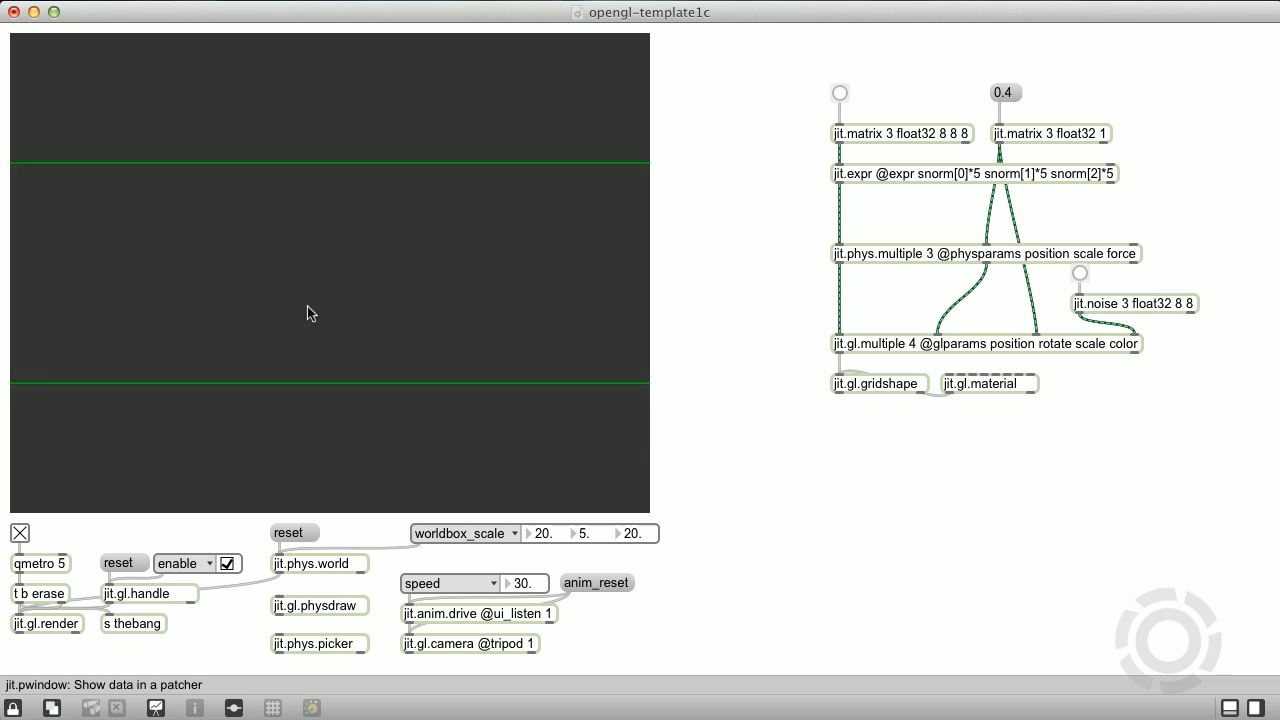 opengl-template1c
0.4
jit.matrix 3 float32 8 8 8
jit.matrix 3 float32 1
jit.expr @expr snorm[0]*5 snorm[1]*5 snorm[2]*5
jit.phys.multiple 3 @physparams position scale force
jit.noise 3 float32 8 8
jit.gl.multiple 4 @glparams position rotate scale color
jit.gl.gridshape
jit.gl.material
reset
worldbox_scale
20.
5.
20.
qmetro 5
reset
enable
jit.phys.world
speed
30.
anim_reset
t b erase
jit.gl.handle
jit.gl.physdraw
jit.anim.drive @ui_listen 1
jit.gl.render
s thebang
jit.phys.picker
jit.gl.camera @tripod 1
jit.pwindow: Show data in a patcher